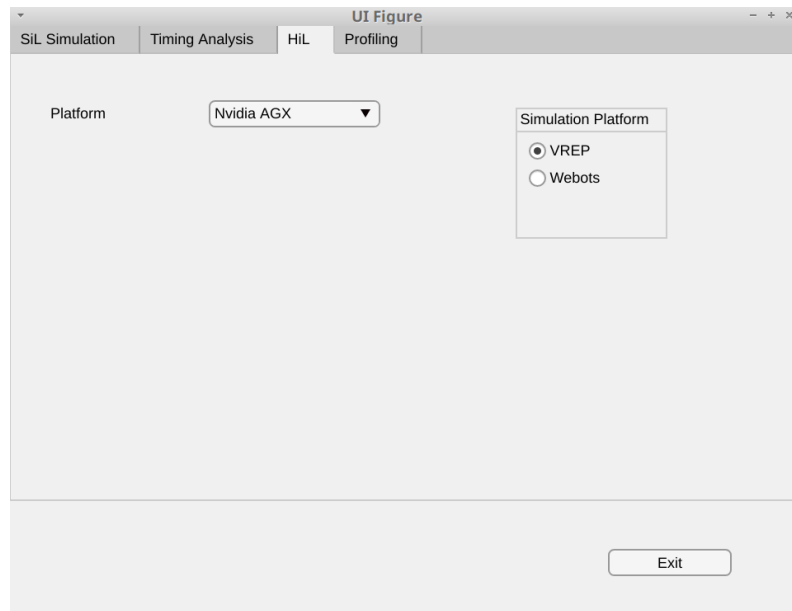 UI Figure
SiL Simulation Timing Analysis HiL Profiling
Platform Nvidia AGX
Simulation Platform
VREP
Webots
Exit